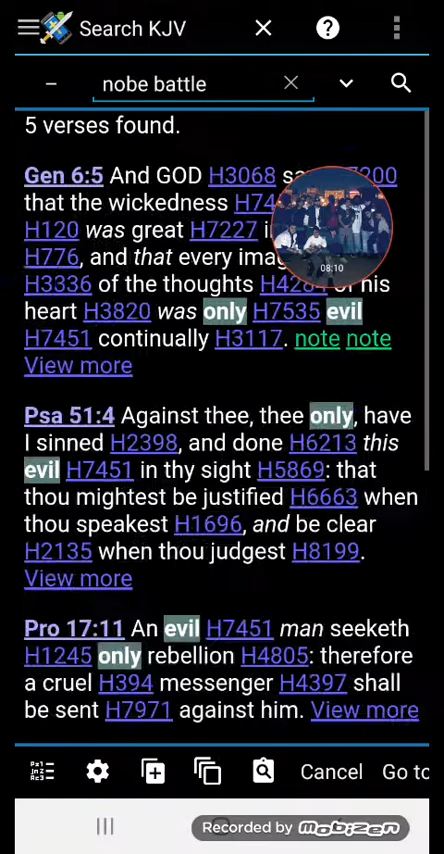 Search KJV
nobe battle
5 verses found.
Gen 6:5 And GOD H3068
that the wickedness
H120 was great H7227
H776, and that every
H3336 of the thoughts his
heart H3820 was only H7535 evil
H7451 continually H3117. note note
View more
Psa 51:4 Against thee, thee only, have
I sinned H2398, and done H6213 this
evil H7451 in thy sight H5869: that
thou mightest be justified H6663 when
thou speakest H1696, and be clear
H2135 when thou judgest H8199.
View more
Pro 17:11 An evil H7451 man seeketh
H1245 only rebellion H4805: therefore
a cruel H394 messenger H4397 shall
be sent H7971 against him. View more
08:10
Cancel Go to
Recorded by mobizen